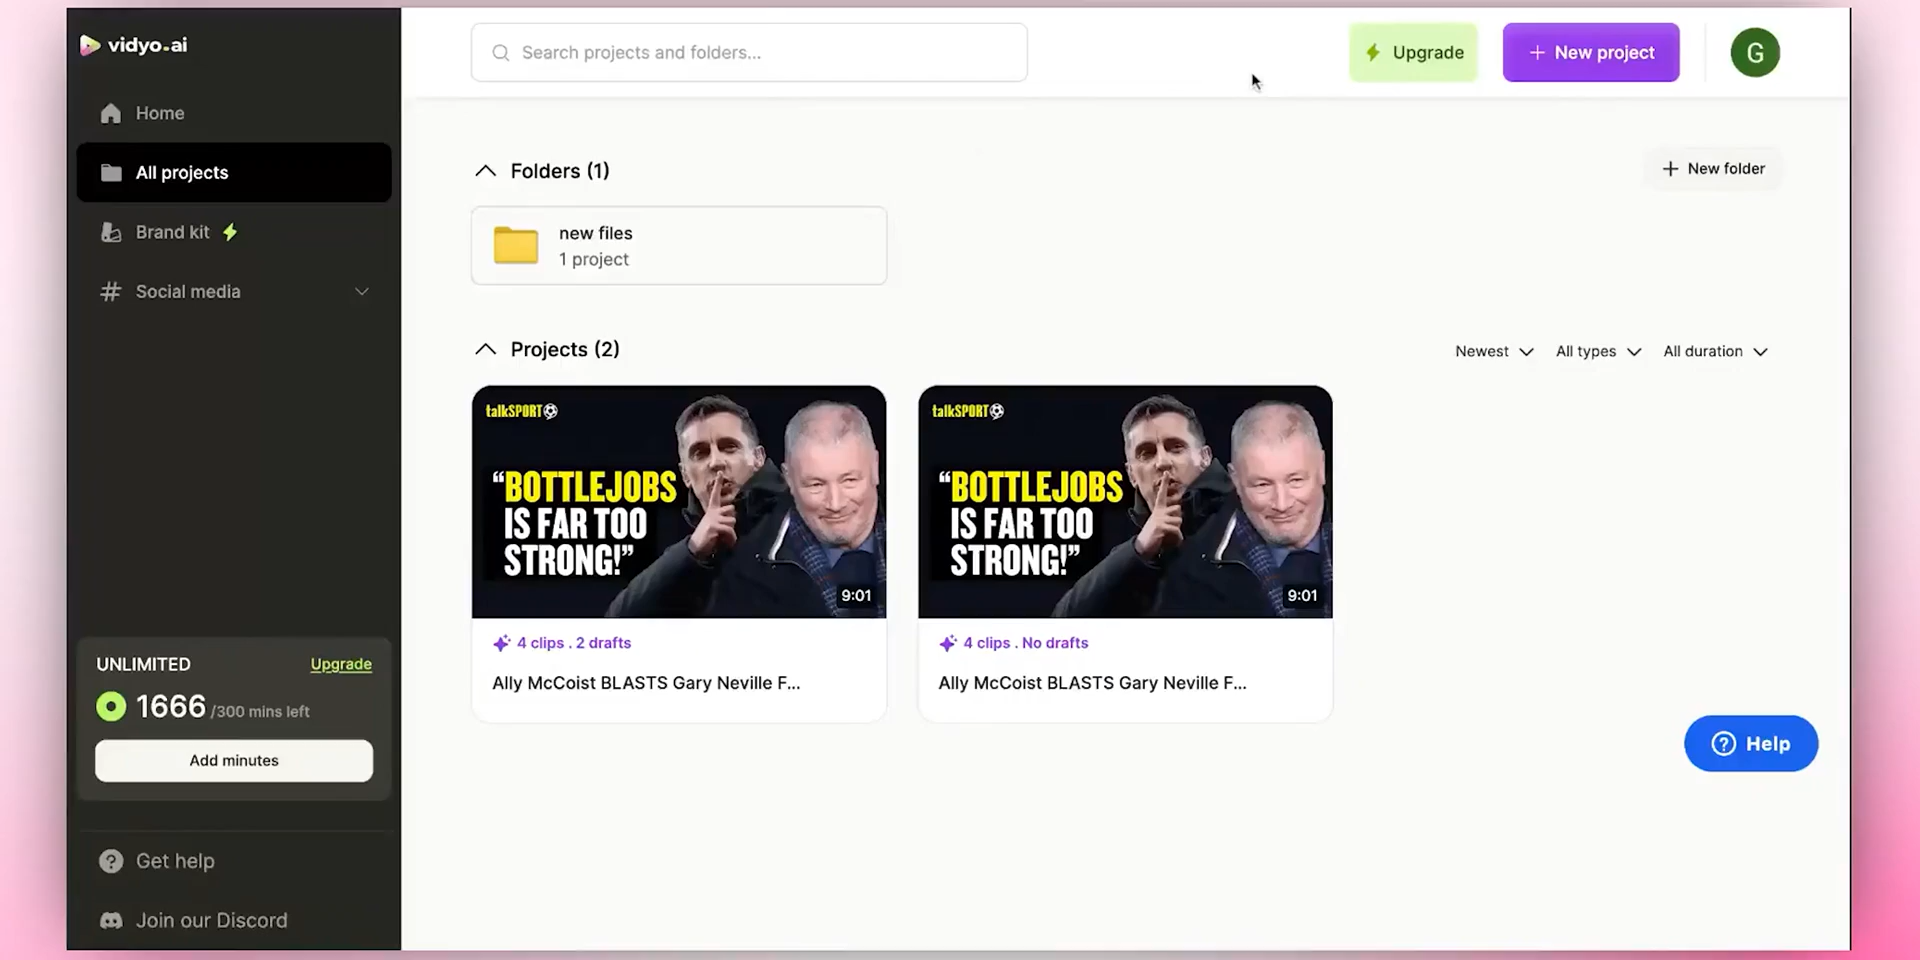 vidyo.ai
Home
All projects
Brand kit
Social media
UNLIMITED
Upgrade
1666 /300 mins left
Add minutes
Get help
Join our Discord
Search projects and folders...
Upgrade
+ New project
G
Folders (1)
+ New folder
new files
1 project
Projects (2)
Newest
All types
All duration
talkSPORT
"BOTTLEJOBS
IS FAR TOO
STRONG!"
9:01
4 clips . 2 drafts
Ally McCoist BLASTS Gary Neville F...
talkSPORT
"BOTTLEJOBS
IS FAR TOO
STRONG!"
9:01
4 clips . No drafts
Ally McCoist BLASTS Gary Neville F...
? Help